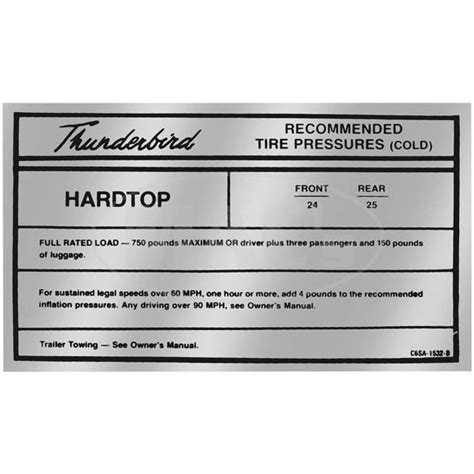 Thunderbird
RECOMMENDED
TIRE PRESSURES (COLD)
HARDTOP
FRONT REAR
24 25
FULL RATED LOAD — 750 pounds MAXIMUM OR driver plus three passengers and 150 pounds
of luggage.
For sustained legal speeds over 60 MPH, one hour or more, add 4 pounds to the recommended
inflation pressures. Any driving over 90 MPH, see Owner's Manual.
Trailer Towing — See Owner's Manual.
C6SA-1532-B